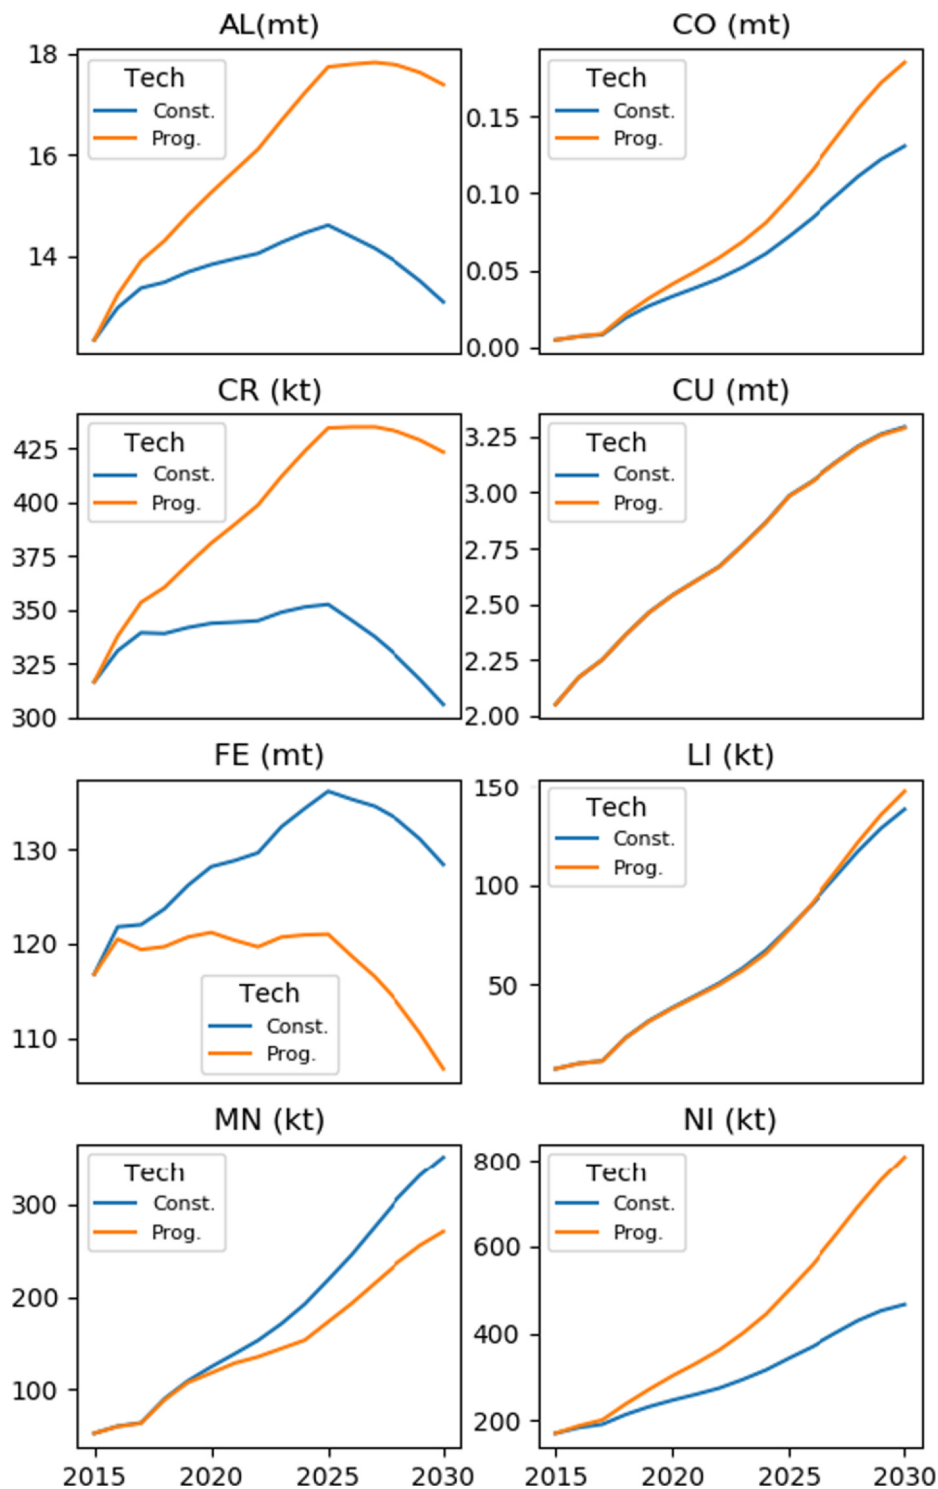 AL(mt)
18
16
14
Tech
Const.
Prog.
CO (mt)
0.15
0.10
0.05
0.00
Tech
Const.
Prog.
CR (kt)
425
400
375
350
325
300
Tech
Const.
Prog.
CU (mt)
3.25
3.00
2.75
2.50
2.25
2.00
Tech
Const.
Prog.
FE (mt)
130
120
110
Tech
Const.
Prog.
LI (kt)
150
100
50
Tech
Const.
Prog.
MN (kt)
300
200
100
Tech
Const.
Prog.
2015 2020 2025 2030
NI (kt)
800
600
400
200
Tech
Const.
Prog.
2015 2020 2025 2030